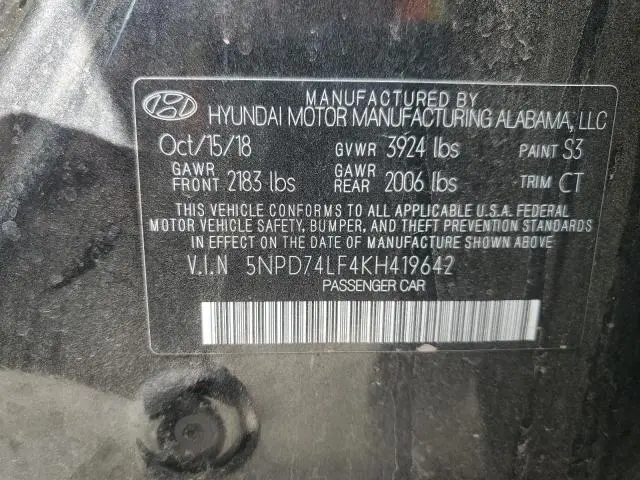 MANUFACTURED BY
HYUNDAI MOTOR MANUFACTURING ALABAMA, LLC
Oct/15/18 GVWR 3924 lbs PAINT S3
GAWR FRONT 2183 lbs GAWR REAR 2006 lbs TRIM CT
THIS VEHICLE CONFORMS TO ALL APPLICABLE U.S.A. FEDERAL
MOTOR VEHICLE SAFETY, BUMPER, AND THEFT PREVENTION STANDARDS
IN EFFECT ON THE DATE OF MANUFACTURE SHOWN ABOVE
V.I.N 5NPD74LF4KH419642
PASSENGER CAR